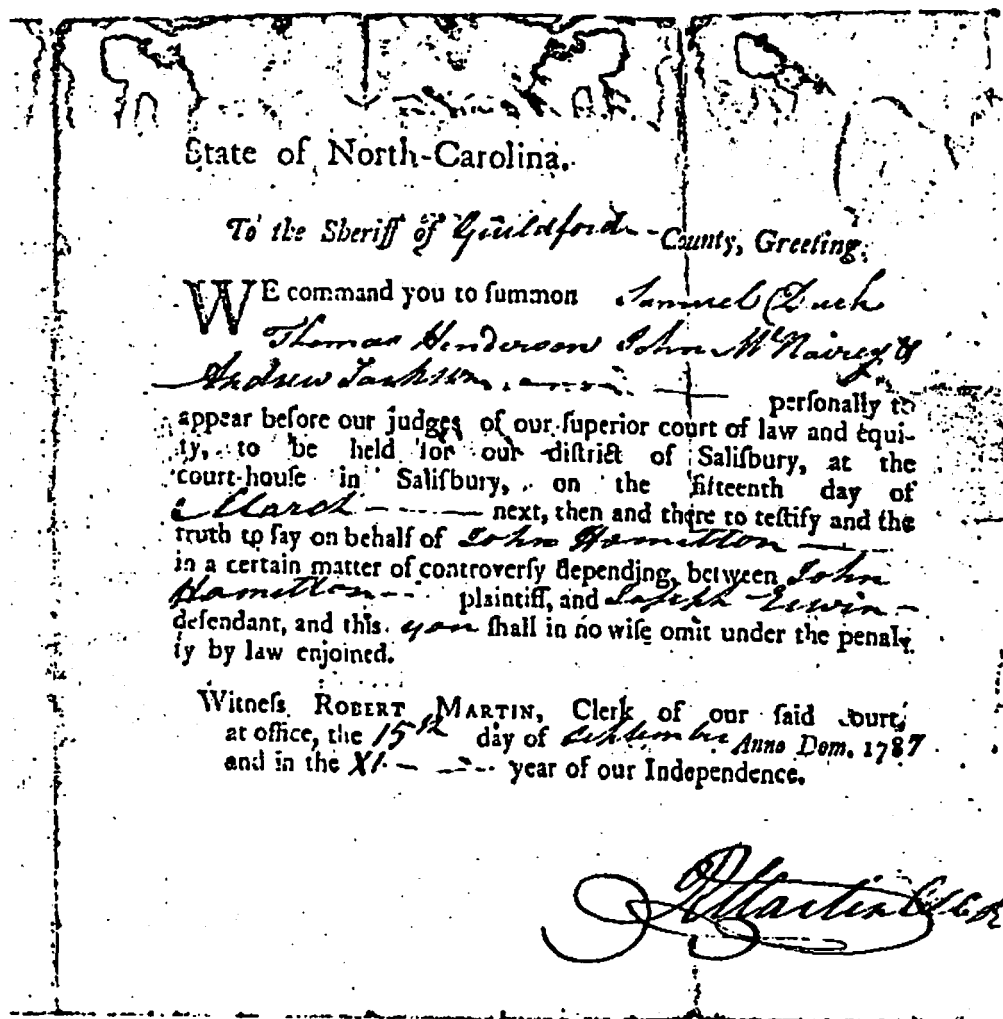 State of North-Carolina.
To the Sheriff of Guildford County, Greeting.
WE command you to ſummon Samuel
Thomas Henderson John McNairey &
Andrew Jackson, personally to
appear before our judges of our ſuperior court of law and equi-
ty, to be held for our diſtrict of Saliſbury, at the
court-houſe in Saliſbury, on the fifteenth day of
March next, then and there to teſtify and the
truth to ſay on behalf of John Hamilton
in a certain matter of controverſy depending, between John
Hamilton plaintiff, and Joseph Erwin
defendant, and this you ſhall in no wiſe omit under the penal
ty by law enjoined.
Witneſs ROBERT MARTIN, Clerk of our ſaid court,
at office, the 15th day of September Anno Dom. 1787
and in the XI year of our Independence.
R Martin